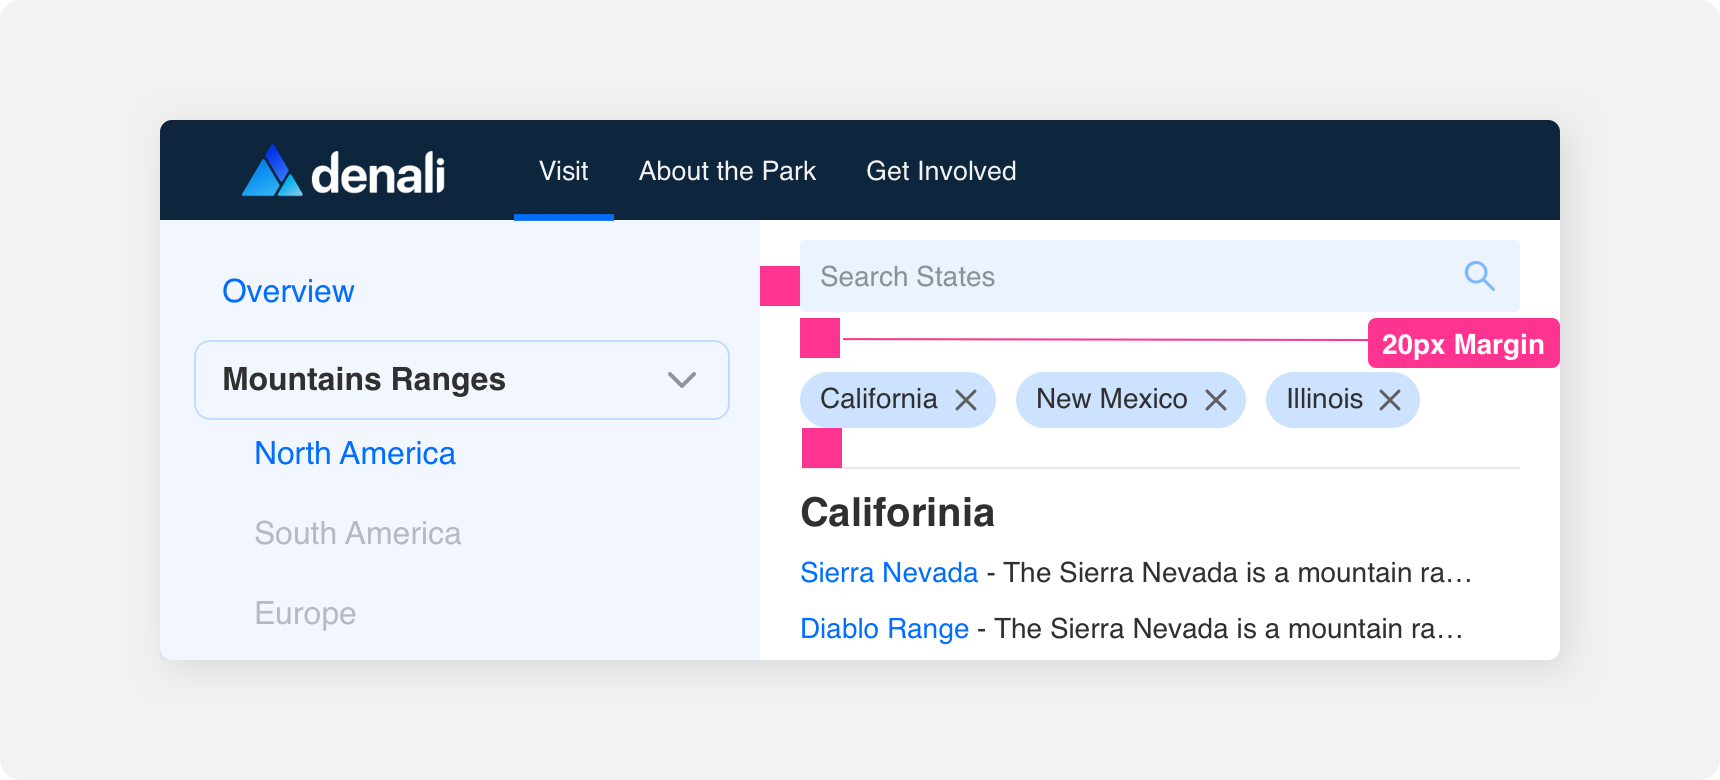 denali
Visit
About the Park
Get Involved
Overview
Mountains Ranges
North America
South America
Europe
Search States
20px Margin
California
New Mexico
Illinois
Califorinia
Sierra Nevada - The Sierra Nevada is a mountain ra...
Diablo Range - The Sierra Nevada is a mountain ra...